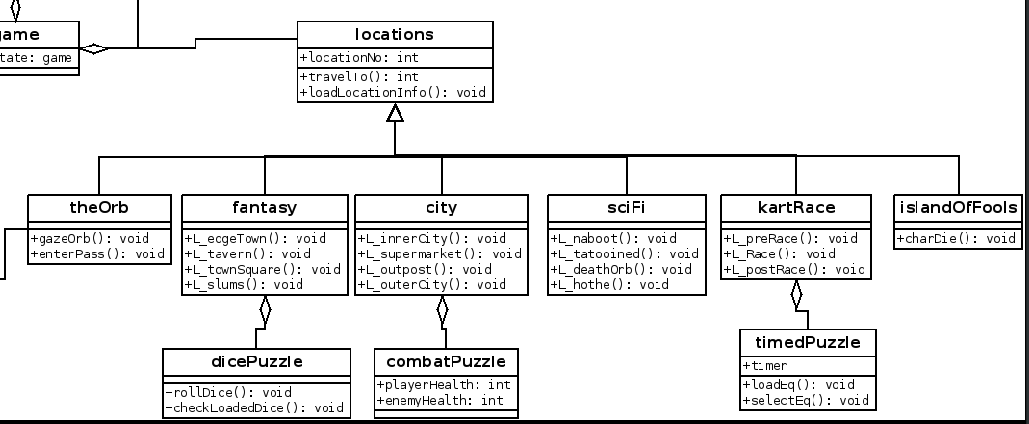 game
tate: game
locations
+locationNo: int
+travelTo(): int
+loadLocationInfo(): void
theOrb
+gazeOrb(): void
+enterPass(): void
fantasy
+L_edgeTown(): void
+L_tavern(): void
+L_townSquare(): void
+L_slums(): void
city
+L_innerCity(): void
+L_supermarket(): void
+L_outpost(): void
+L_outerCity(): void
sciFi
+L_naboot(): void
+L_tatooined(): void
+L_deathOrb(): void
+L_hothe(): void
kartRace
+L_preRace(): void
+L_Race(): void
+L_postRace(): void
islandOfFools
+charDie(): void
dicePuzzle
-rollDice(): void
-checkLoadedDice(): void
combatPuzzle
+playerHealth: int
+enemyHealth: int
timedPuzzle
+timer
+loadEq(): void
+selectEq(): void